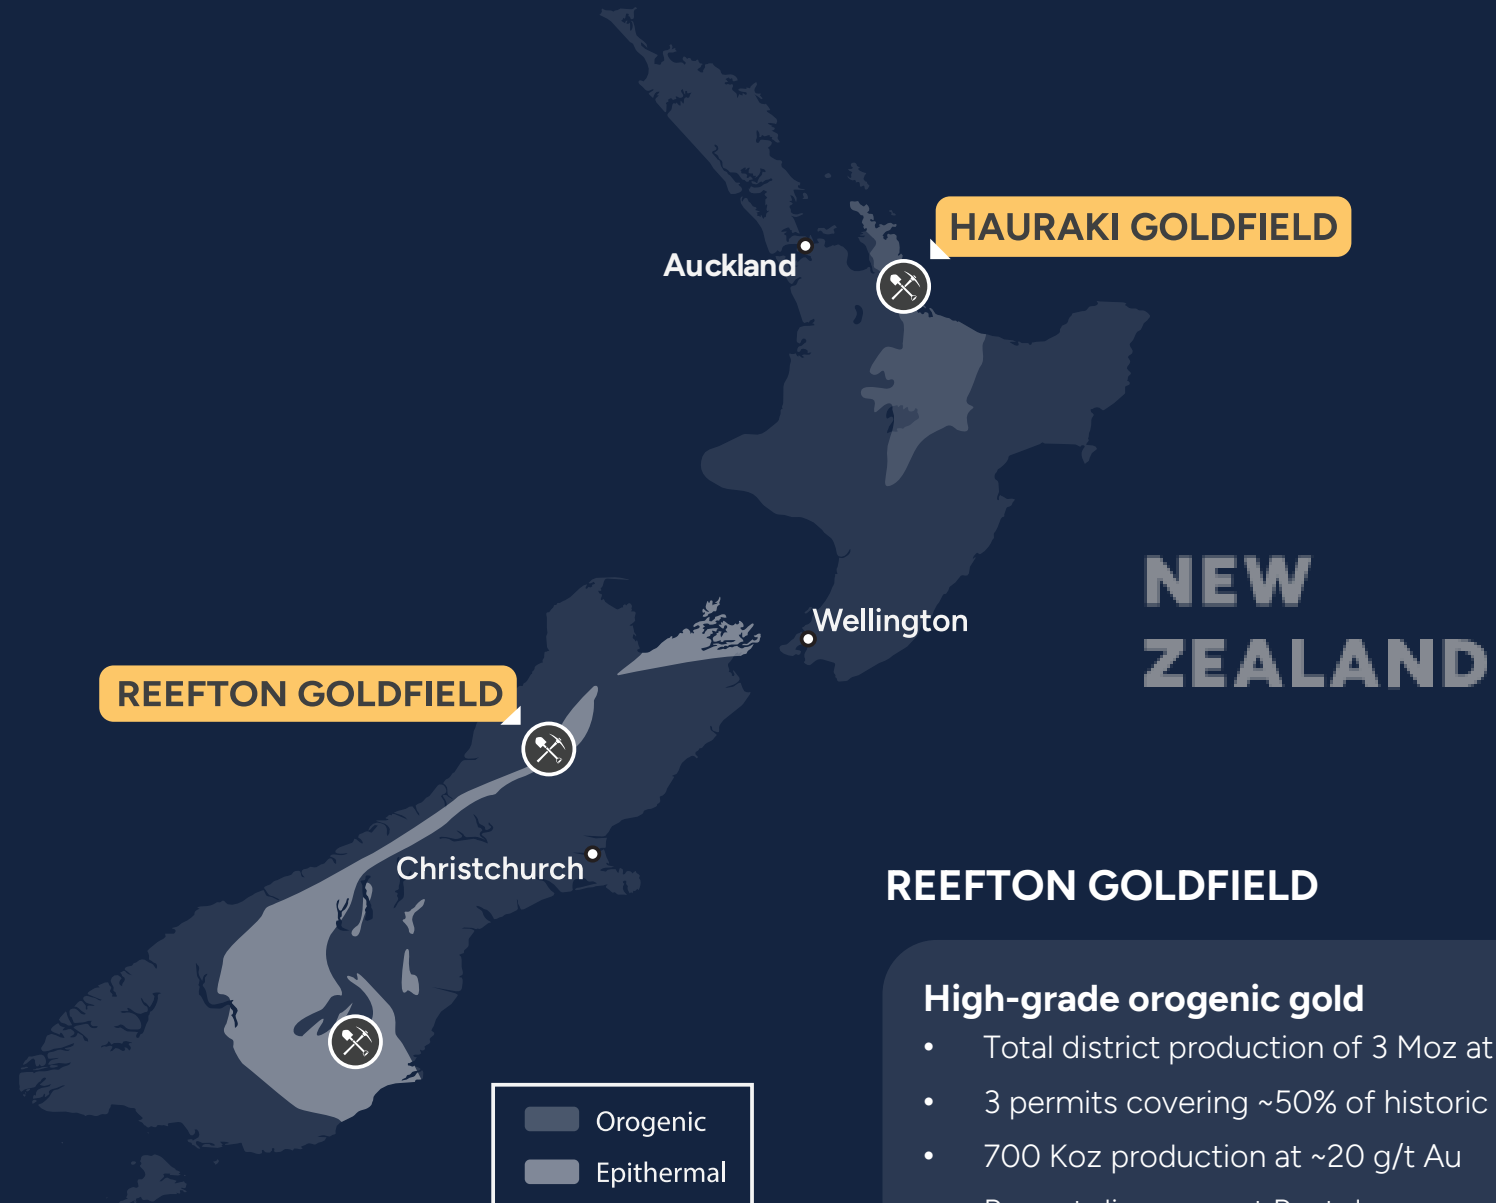 HAURAKI GOLDFIELD
Auckland
NEW
ZEALAND
Wellington
REEFTON GOLDFIELD
Christchurch
REEFTON GOLDFIELD
High-grade orogenic gold
• Total district production of 3 Moz at
• 3 permits covering ~50% of historic
• 700 Koz production at ~20 g/t Au
Orogenic
Epithermal